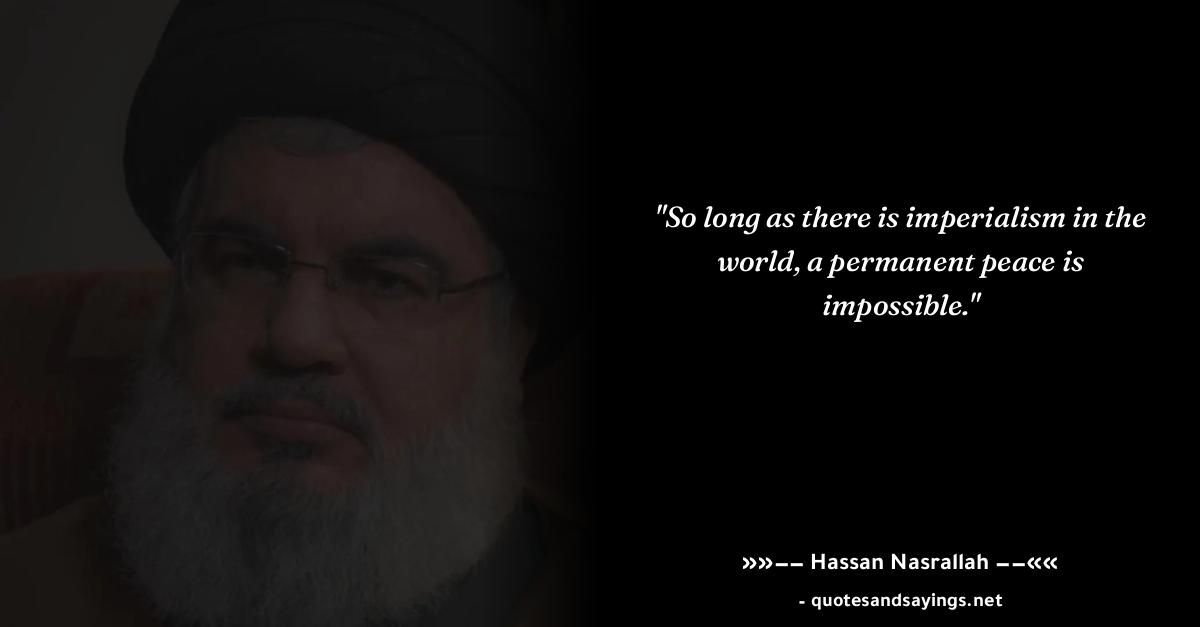 "So long as there is imperialism in the
world, a permanent peace is
impossible."
»»−− Hassan Nasrallah −−««
- quotesandsayings.net